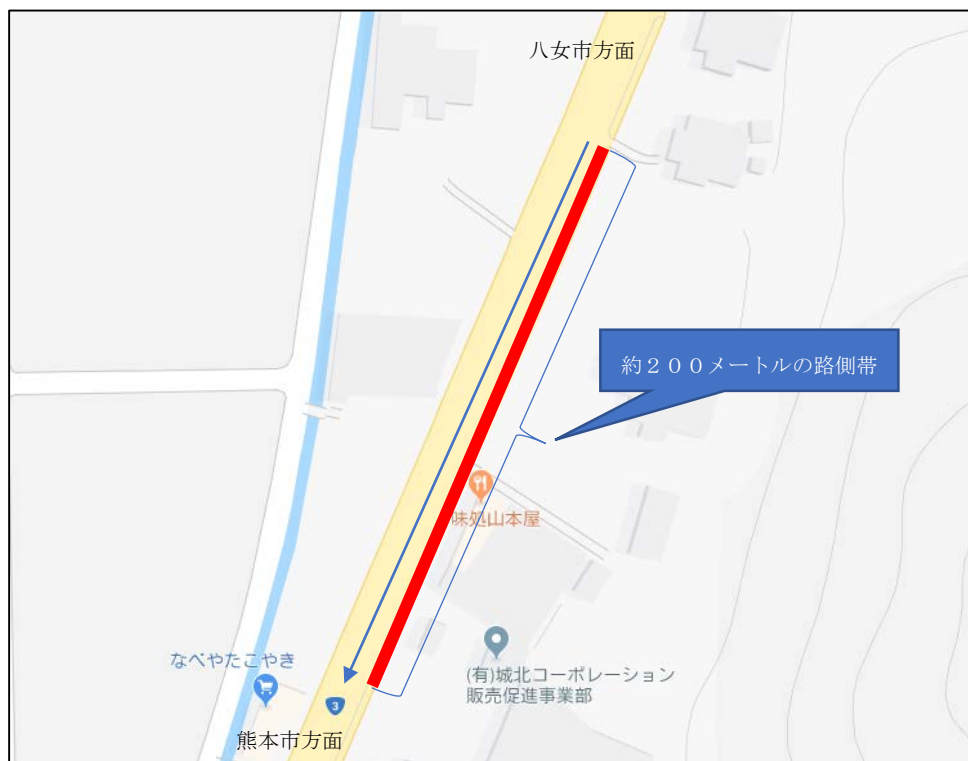 八女市方面
約２００メートルの路側帯
味処山本屋
なべやたこやき
(有)城北コーポレーション
販売促進事業部
3
熊本市方面